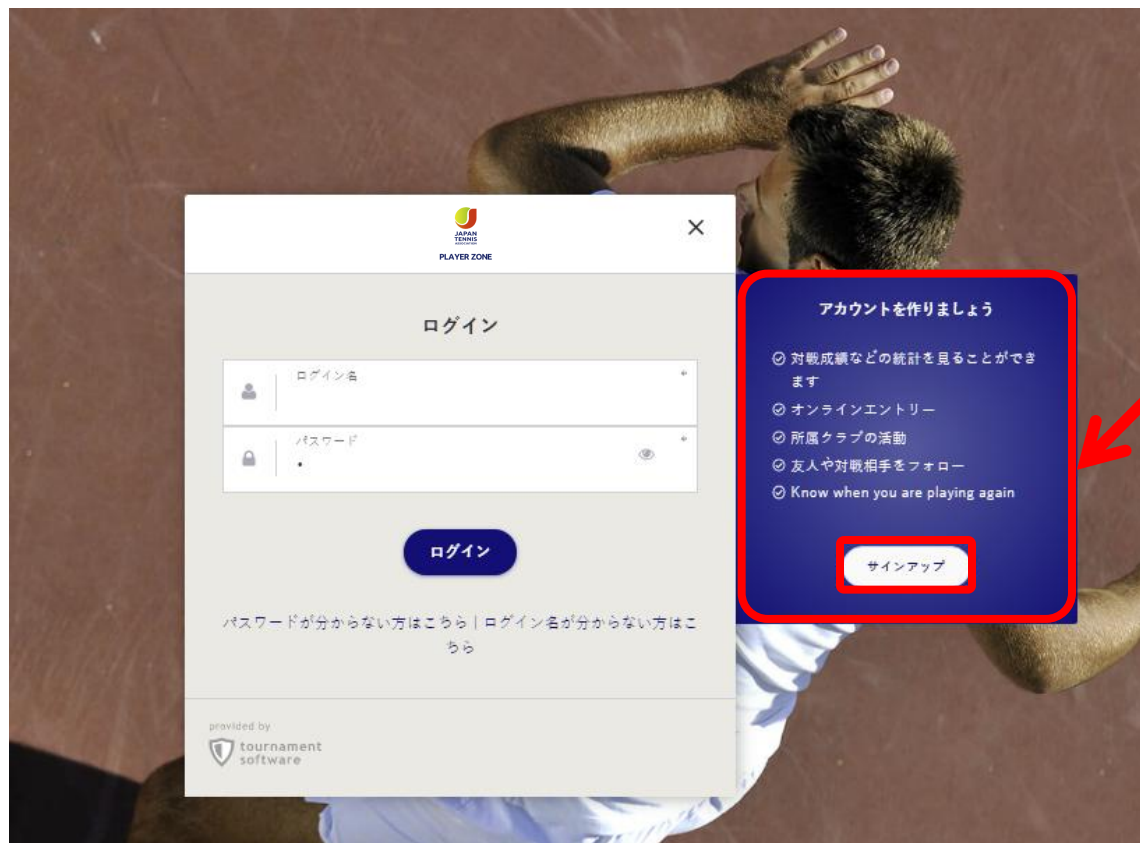 JAPAN
TENNIS
PLAYER ZONE
ログイン
ログイン名
パスワード
ログイン
パスワードが分からない方はこちら | ログイン名が分からない方はこ
ちら
provided by
tournament
software
アカウントを作りましょう
対戦成績などの統計を見ることができ
ます
オンラインエントリー
所属クラブの活動
友人や対戦相手をフォロー
Know when you are playing again
サインアップ